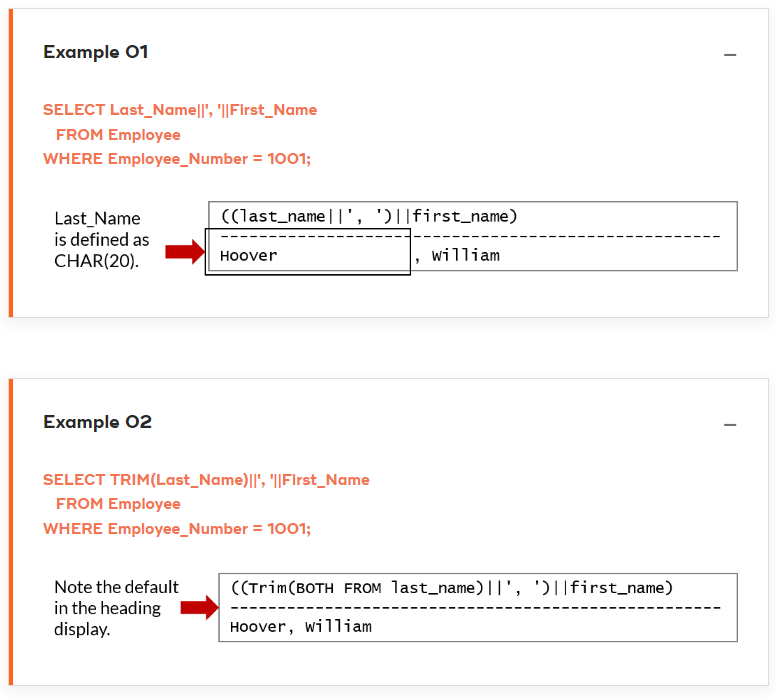 Example 01
SELECT Last_Name||', '||First_Name
FROM Employee
WHERE Employee_Number = 1001;
Last_Name
is defined as
CHAR(20).
((last_name||', ')||first_name)
-----------------------------------------------------
Hoover              , William
Example 02
SELECT TRIM(Last_Name)||', '||First_Name
FROM Employee
WHERE Employee_Number = 1001;
Note the default
in the heading
display.
((Trim(BOTH FROM last_name)||', ')||first_name)
----------------------------------------------------
Hoover, William